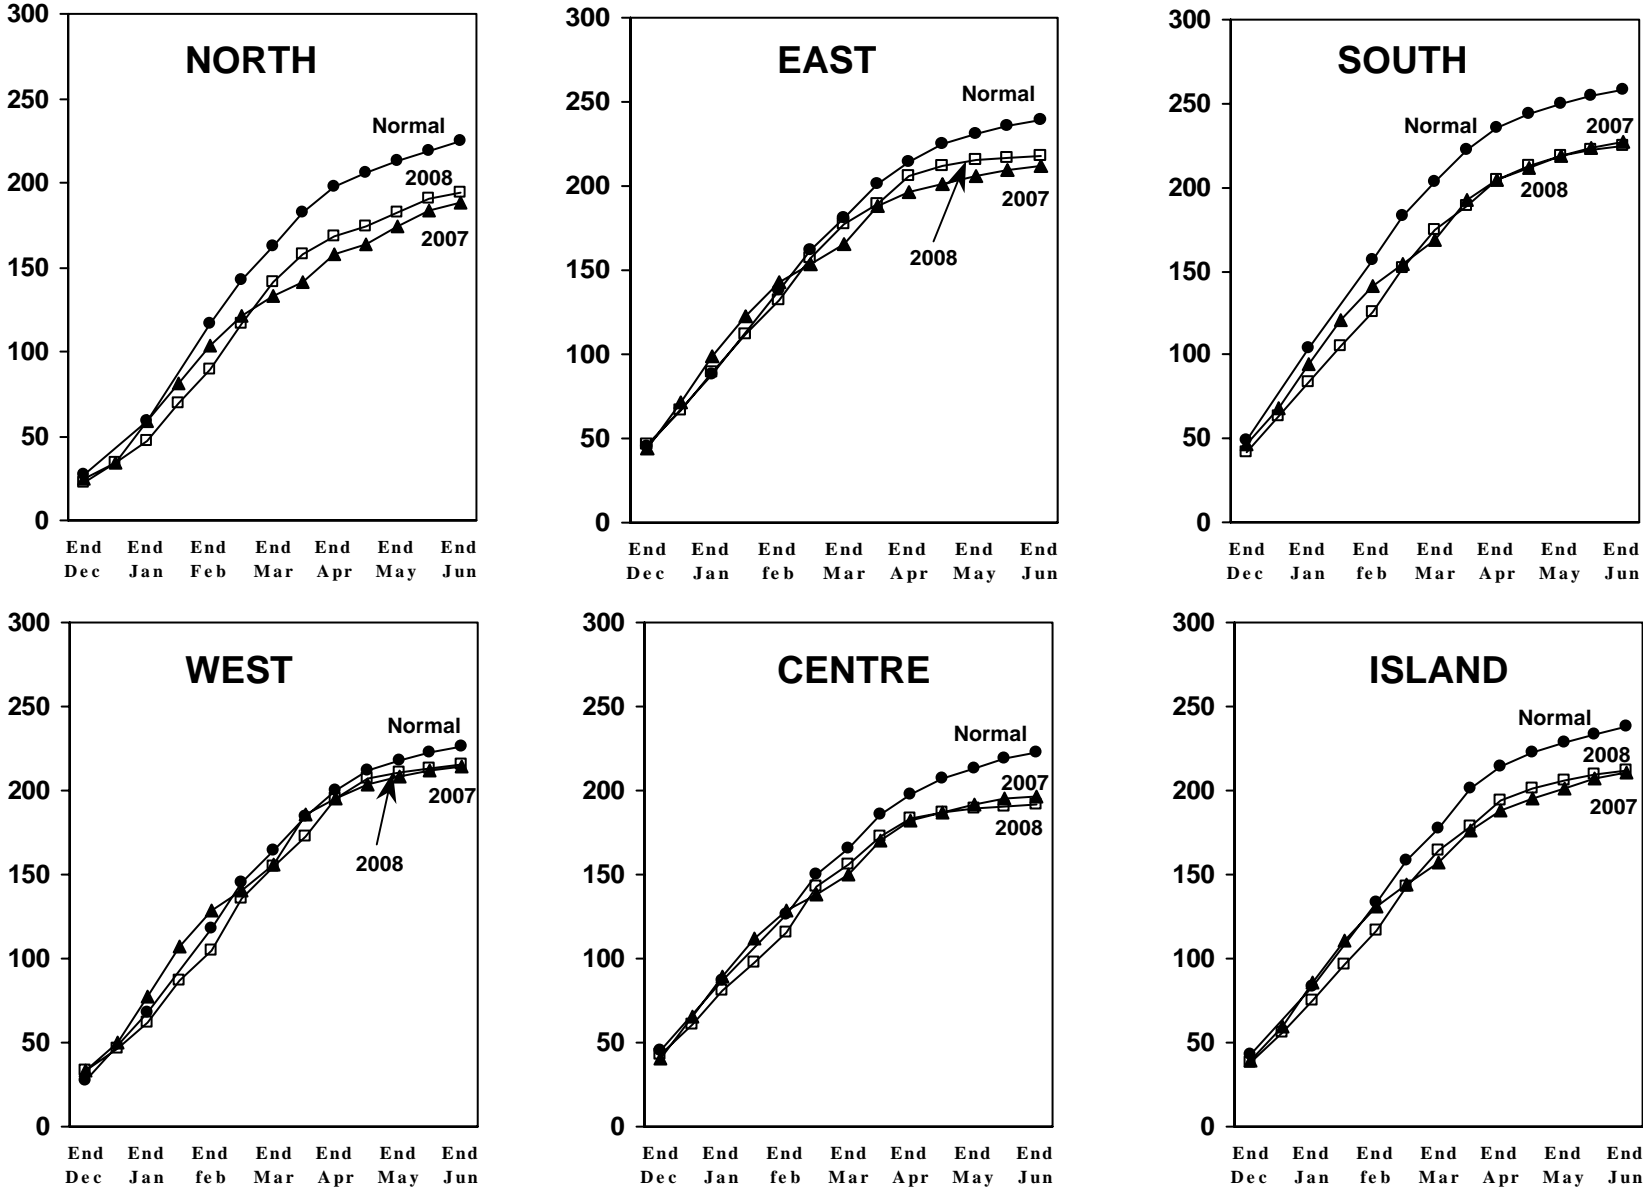 NORTH
300
250
200
150
100
50
0
Normal
2008
2007
End End End End End End End
Dec Jan Feb Mar Apr May Jun
EAST
300
250
200
150
100
50
0
Normal
2007
2008
End End End End End End End
Dec Jan feb Mar Apr May Jun
SOUTH
300
250
200
150
100
50
0
Normal
2007
2008
End End End End End End End
Dec Jan feb Mar Apr May Jun
WEST
300
250
200
150
100
50
0
Normal
2007
2008
End End End End End End End
Dec Jan feb Mar Apr May Jun
CENTRE
300
250
200
150
100
50
0
Normal
2007
2008
End End End End End End End
Dec Jan feb Mar Apr May Jun
ISLAND
300
250
200
150
100
50
0
Normal
2008
2007
End End End End End End End
Dec Jan feb Mar Apr May Jun